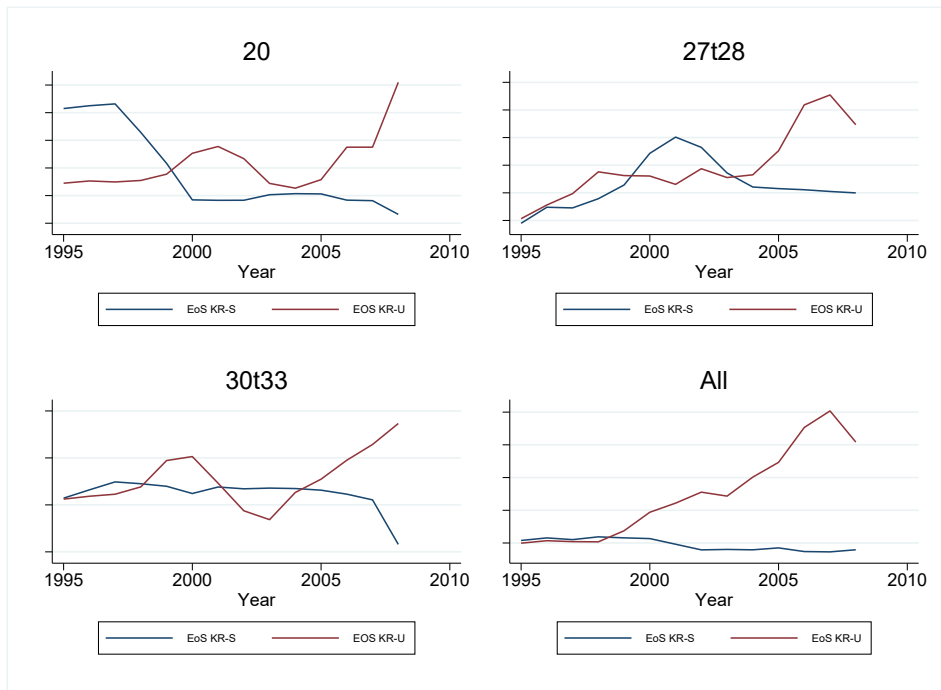 20
1995 2000 2005 2010
Year
EoS KR-S EOS KR-U
27t28
1995 2000 2005 2010
Year
EoS KR-S EOS KR-U
30t33
1995 2000 2005 2010
Year
EoS KR-S EOS KR-U
All
1995 2000 2005 2010
Year
EoS KR-S EoS KR-U